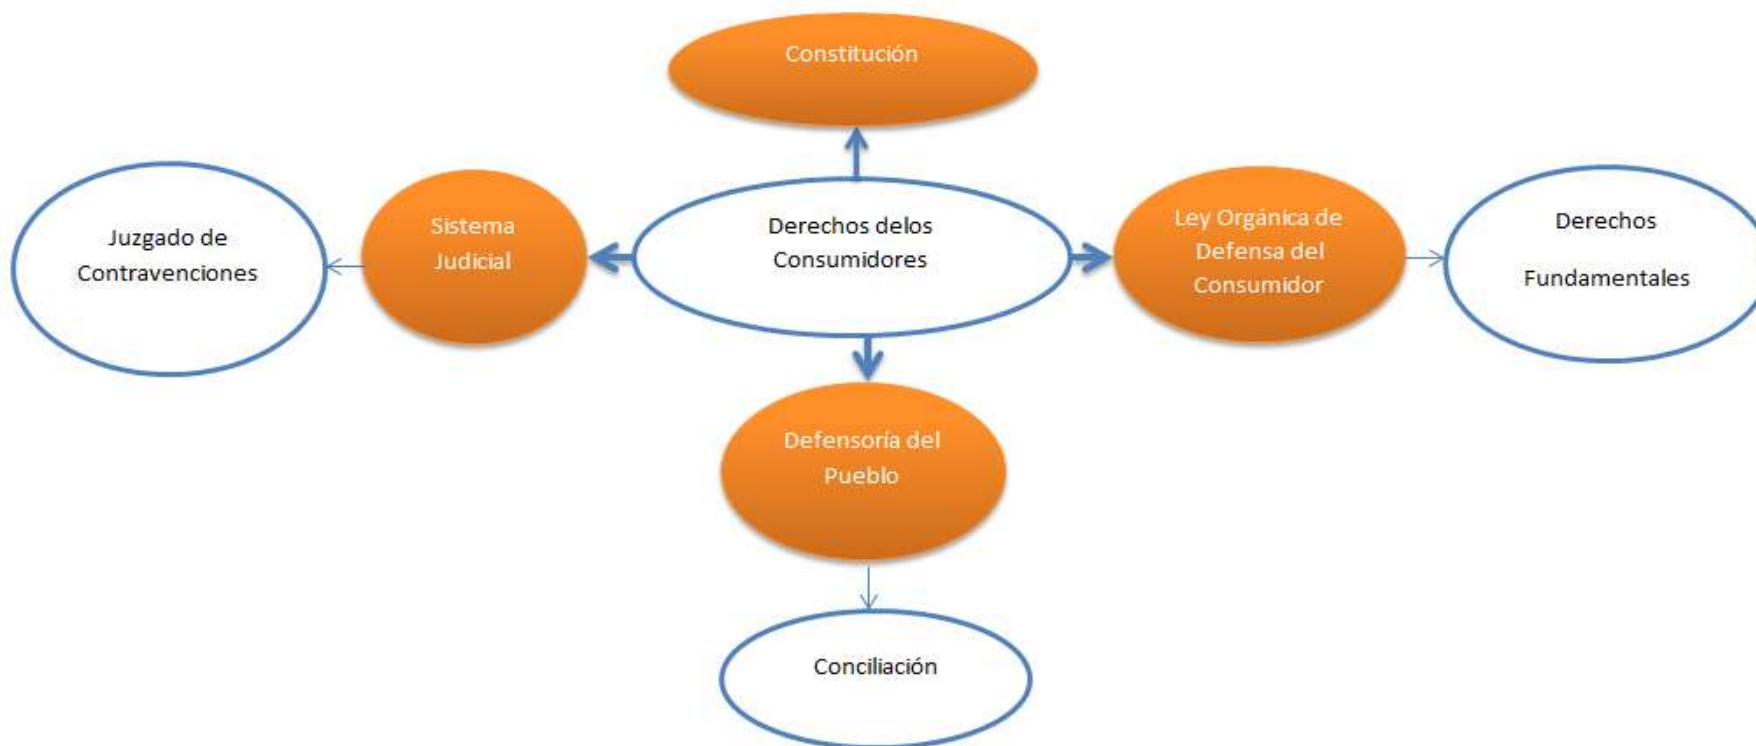 Constitución
Juzgado de
Contravenciones
Sistema
Judicial
Derechos delos
Consumidores
Ley Orgánica de
Defensa del
Consumidor
Derechos
Fundamentales
Defensoría del
Pueblo
Conciliación